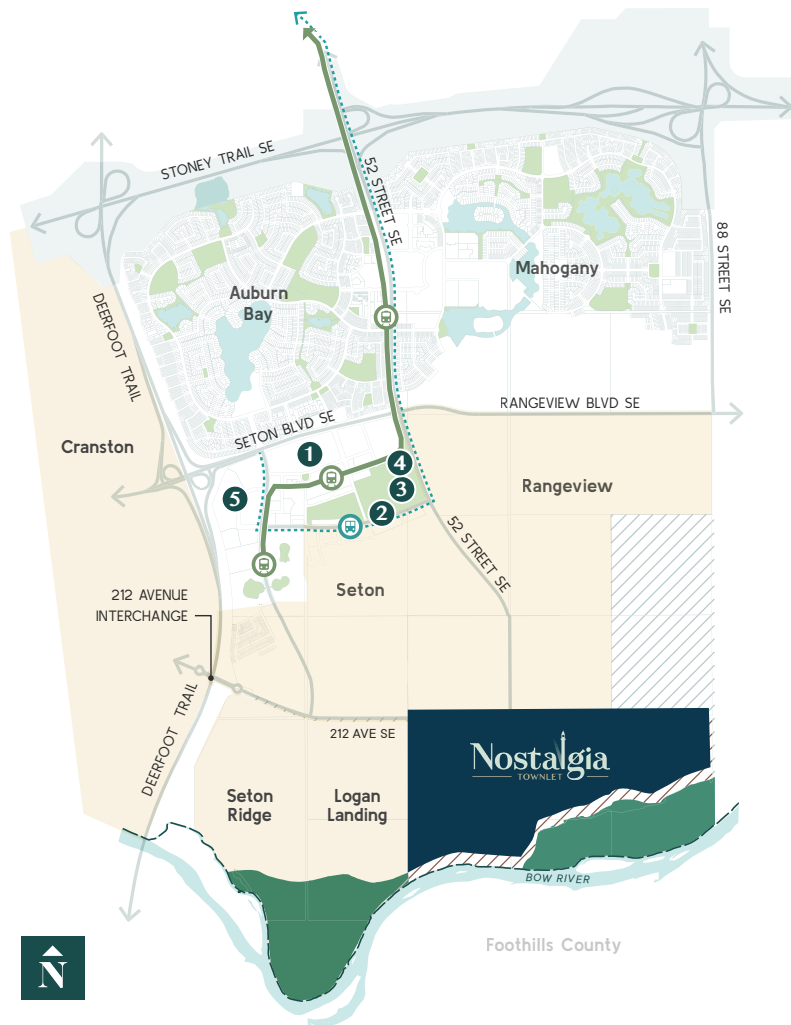 STONEY TRAIL SE
52 STREET SE
88 STREET SE
Mahogany
Auburn
Bay
DEERFOOT TRAIL
RANGEVIEW BLVD SE
SETON BLVD SE
Cranston
1
4
3
2
5
Rangeview
52 STREET SE
Seton
212 AVENUE
INTERCHANGE
DEERFOOT TRAIL
212 AVE SE
Nostalgia
TOWNLET
Seton
Ridge
Logan
Landing
BOW RIVER
Foothills County
N